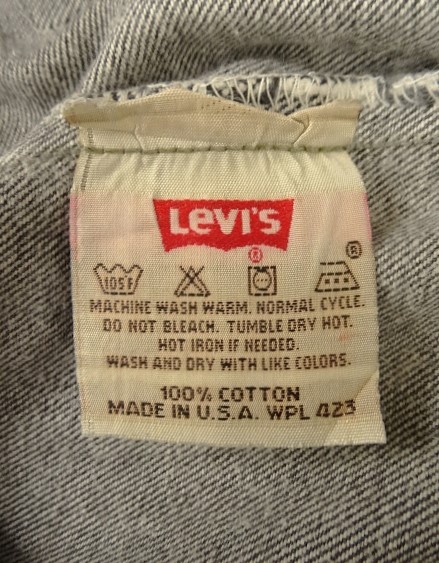 LEVI'S
®
®
105F
MACHINE WASH WARM. NORMAL CYCLE.
DO NOT BLEACH. TUMBLE DRY HOT.
HOT IRON IF NEEDED.
WASH AND DRY WITH LIKE COLORS.
100% COTTON
MADE IN U.S.A. WPL 423